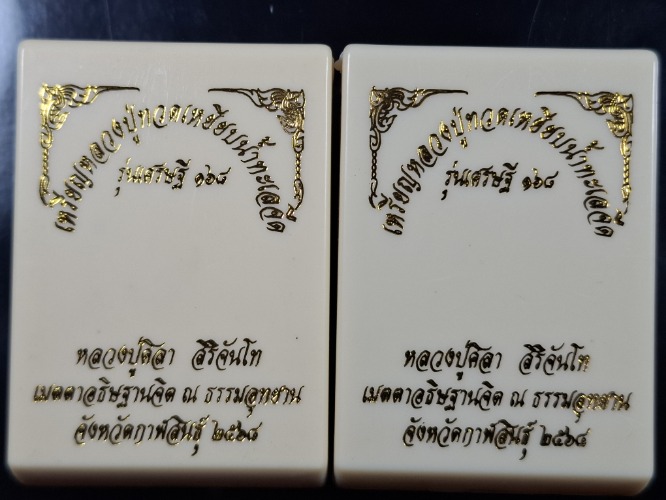 เหรียญหลวงปู่ทวดเหยียบน้ำทะเลจืด
รุ่นเศรษฐี ๑๖๘
หลวงปู่ศิลา สิริจันโท
เมตตาอธิษฐานจิต ณ ธรรมอุทยาน
จังหวัดกาฬสินธุ์ ๒๕๖๘
เหรียญหลวงปู่ทวดเหยียบน้ำทะเลจืด
รุ่นเศรษฐี ๑๖๘
หลวงปู่ศิลา สิริจันโท
เมตตาอธิษฐานจิต ณ ธรรมอุทยาน
จังหวัดกาฬสินธุ์ ๒๕๖๘